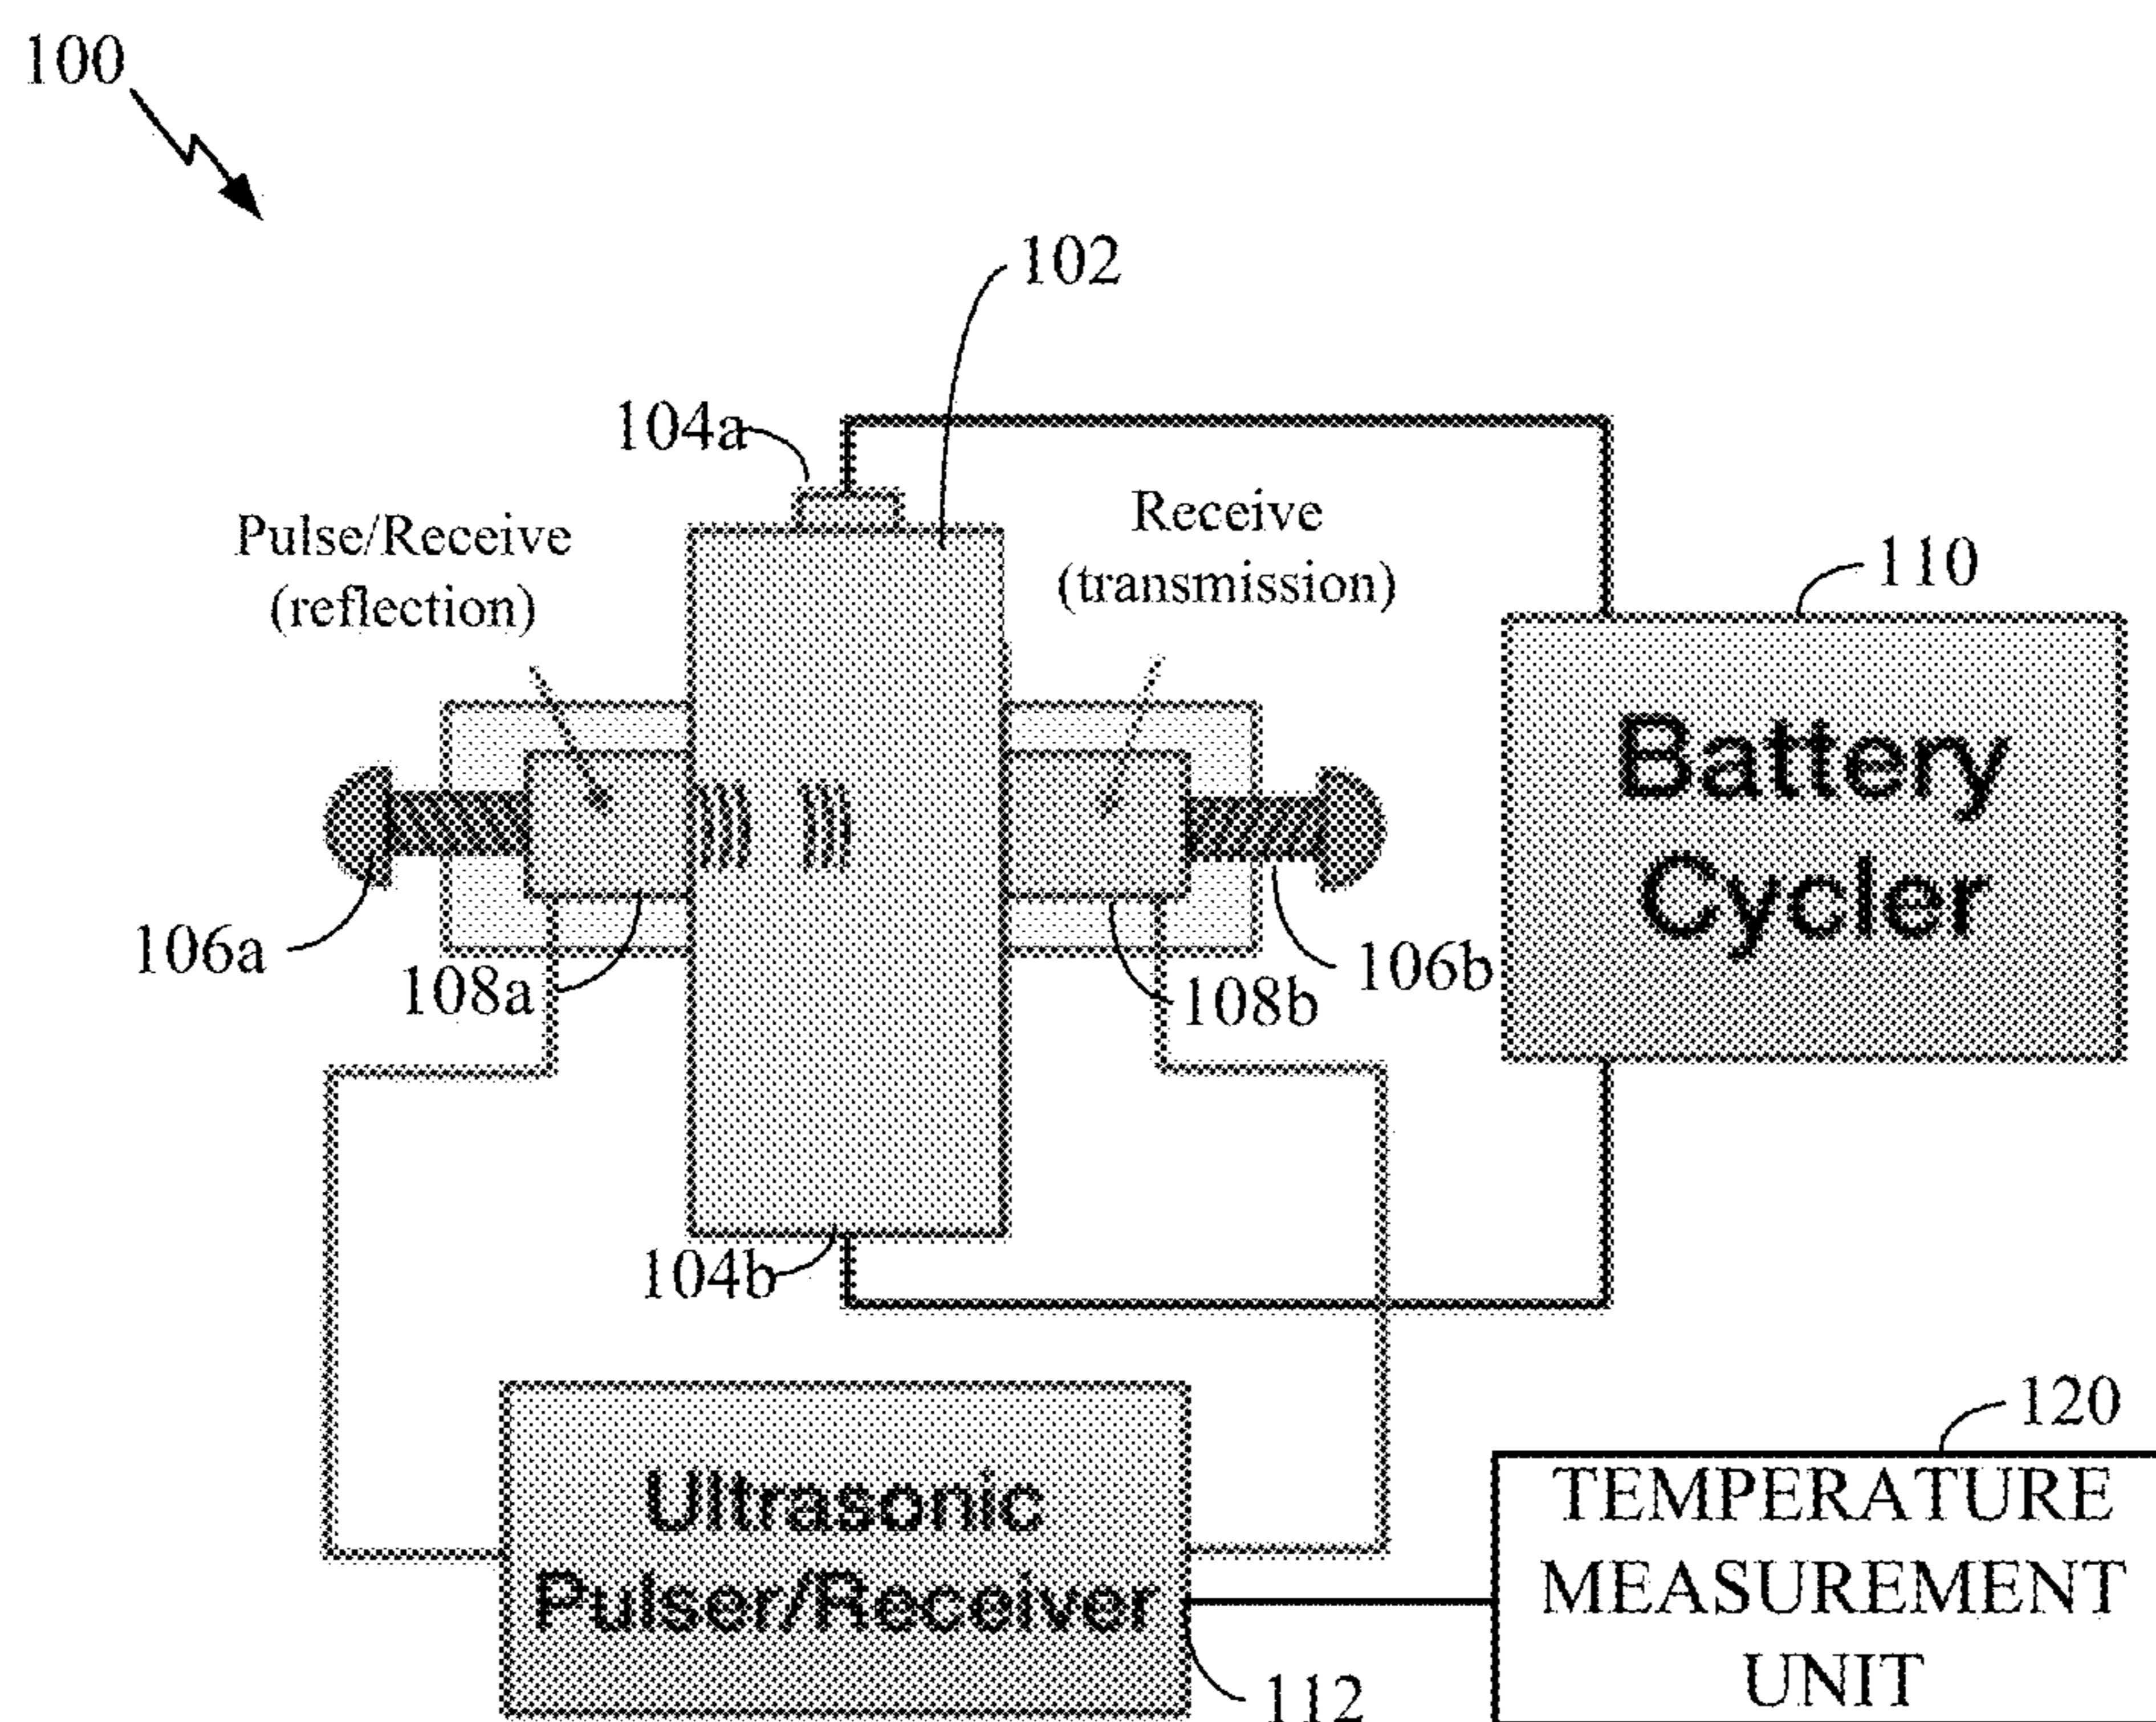 100
102
104a
Pulse/Receive
(reflection)
Receive
(transmission)
110
Battery
Cycler
106a
108a
108b
106b
104b
120
Ultrasonic
Pulser/Receiver
TEMPERATURE
MEASUREMENT
UNIT
112